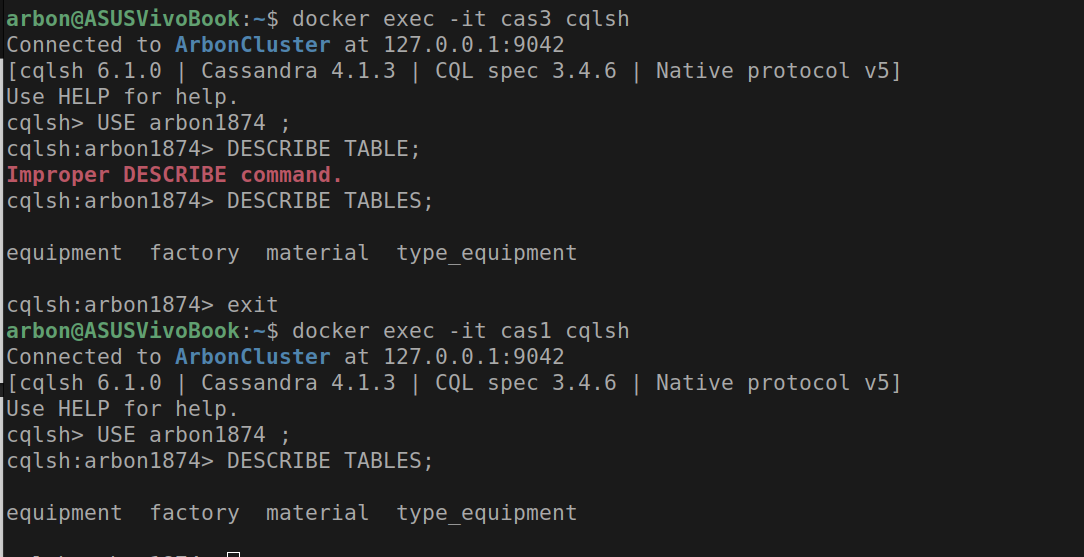 arbon@ASUSVivoBook:~$ docker exec -it cas3 cqlsh
Connected to ArbonCluster at 127.0.0.1:9042
[cqlsh 6.1.0 | Cassandra 4.1.3 | CQL spec 3.4.6 | Native protocol v5]
Use HELP for help.
cqlsh> USE arbon1874 ;
cqlsh:arbon1874> DESCRIBE TABLE;
Improper DESCRIBE command.
cqlsh:arbon1874> DESCRIBE TABLES;
equipment  factory  material  type_equipment
cqlsh:arbon1874> exit
arbon@ASUSVivoBook:~$ docker exec -it cas1 cqlsh
Connected to ArbonCluster at 127.0.0.1:9042
[cqlsh 6.1.0 | Cassandra 4.1.3 | CQL spec 3.4.6 | Native protocol v5]
Use HELP for help.
cqlsh> USE arbon1874 ;
cqlsh:arbon1874> DESCRIBE TABLES;
equipment  factory  material  type_equipment